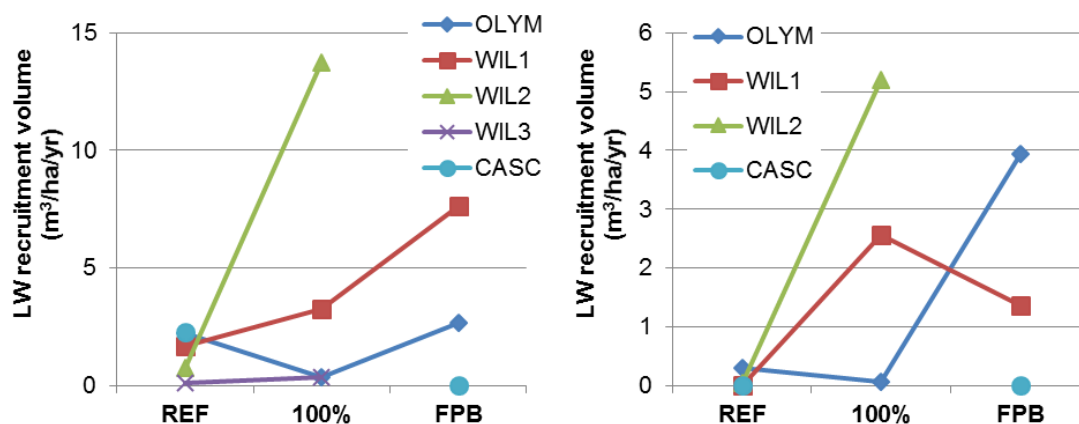 LW recruitment volume
(m³/ha/yr)
15
10
5
0
REF
100%
FPB
OLYM
WIL1
WIL2
WIL3
CASC
LW recruitment volume
(m³/ha/yr)
6
5
4
3
2
1
0
REF
100%
FPB
OLYM
WIL1
WIL2
CASC